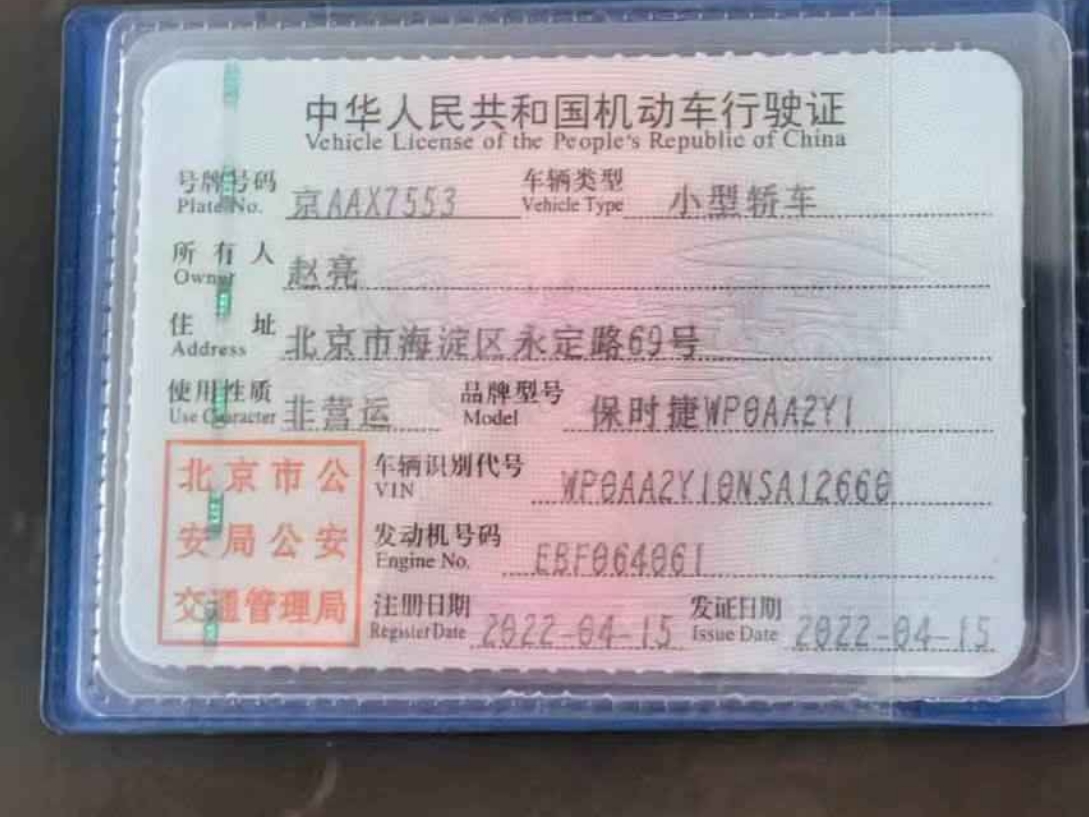 中华人民共和国机动车行驶证
Vehicle License of the People's Republic of China
号牌号码 京AAX7553 车辆类型 小型轿车
Plate No. Vehicle Type
所有人 赵亮
Owner
住址 北京市海淀区永定路69号
Address
使用性质 非营运 品牌型号 保时捷WP0AA2Y1
Use Character Model
北京市公
安局公安
交通管理局
车辆识别代号 WP0AA2Y10NSA12660
VIN
发动机号码 EBF064061
Engine No.
注册日期 2022-04-15 发证日期 2022-04-15
Register Date Issue Date